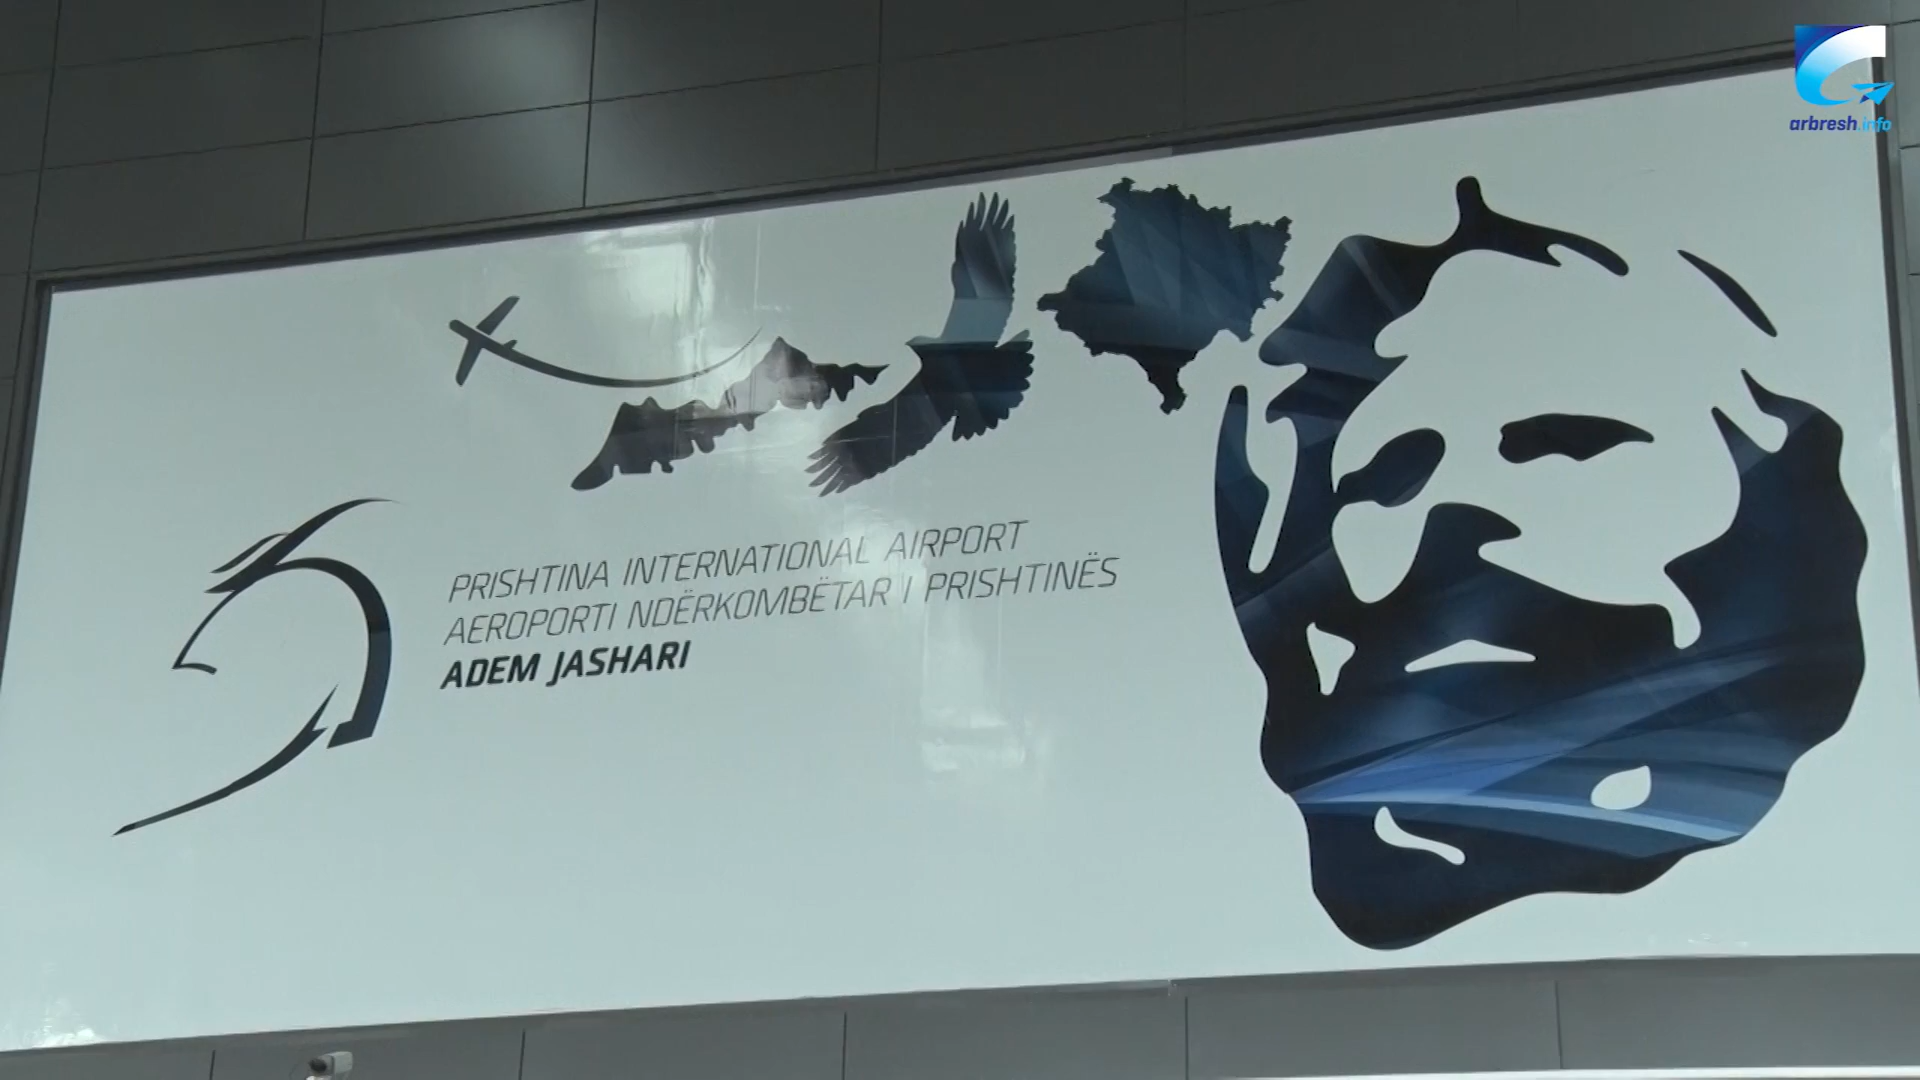 arbresh.info
PRISHTINA INTERNATIONAL AIRPORT
AEROPORTI NDËRKOMBËTAR I PRISHTINËS
ADEM JASHARI